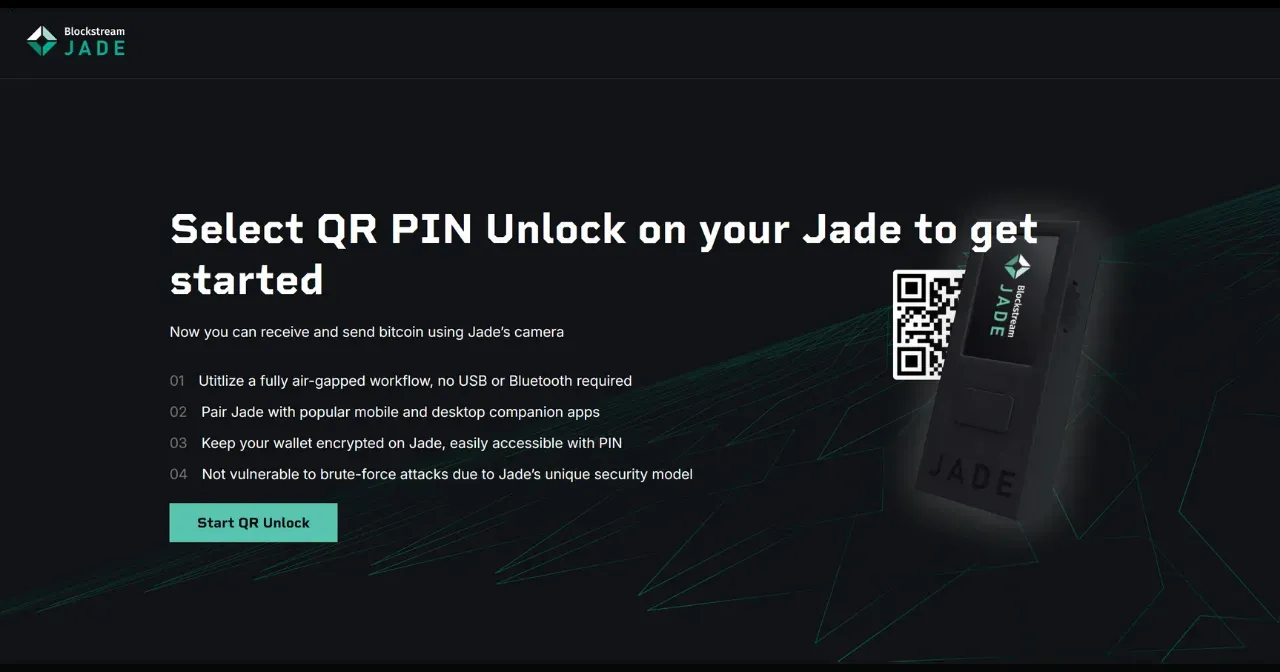 Blockstream
JADE
Select QR PIN Unlock on your Jade to get
started
Now you can receive and send bitcoin using Jade’s camera
01 Utitlize a fully air-gapped workflow, no USB or Bluetooth required
02 Pair Jade with popular mobile and desktop companion apps
03 Keep your wallet encrypted on Jade, easily accessible with PIN
04 Not vulnerable to brute-force attacks due to Jade’s unique security model
Start QR Unlock
Blockstream
JADE
JADE